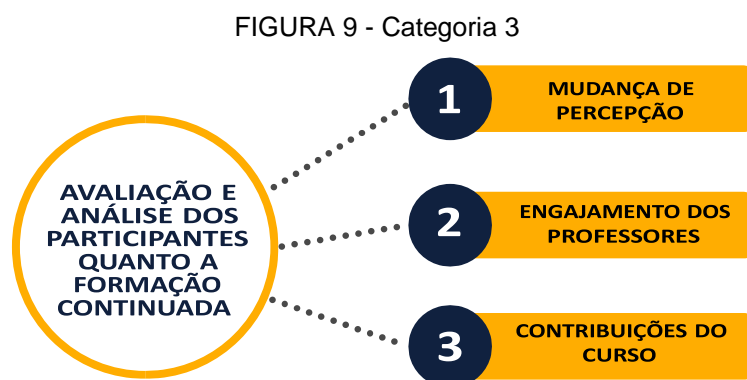 FIGURA 9 - Categoria 3
AVALIAÇÃO E
ANÁLISE DOS
PARTICIPANTES
QUANTO A
FORMAÇÃO
CONTINUADA
1
MUDANÇA DE
PERCEPÇÃO
2
ENGAJAMENTO DOS
PROFESSORES
3
CONTRIBUIÇÕES DO
CURSO